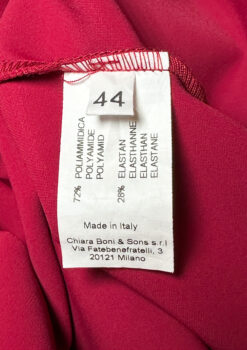 44
72% POLIAMMIDICA
POLYAMIDE
POLYAMID
28% ELASTAN
ELASTHANNE
ELASTHAN
ELASTANE
Made in Italy
Chiara Boni & Sons s.r.l
Via Fatebenefratelli, 3
20121 Milano